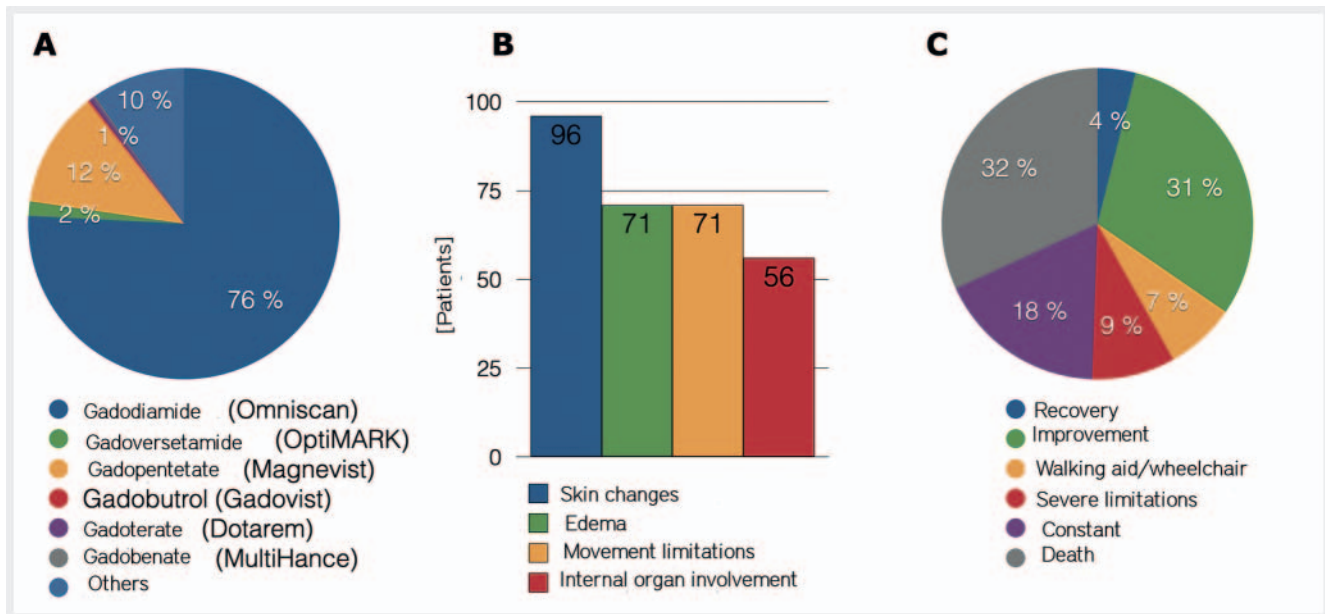 A
10 %
1 %
12 %
2 %
76 %
Gadodiamide (Omniscan)
Gadoversetamide (OptiMARK)
Gadopentetate (Magnevist)
Gadobutrol (Gadovist)
Gadoterate (Dotarem)
Gadobenate (MultiHance)
Others
B
[Patients]
100
75
50
25
0
96
71
71
56
Skin changes
Edema
Movement limitations
Internal organ involvement
C
4 %
31 %
7 %
9 %
18 %
32 %
Recovery
Improvement
Walking aid/wheelchair
Severe limitations
Constant
Death